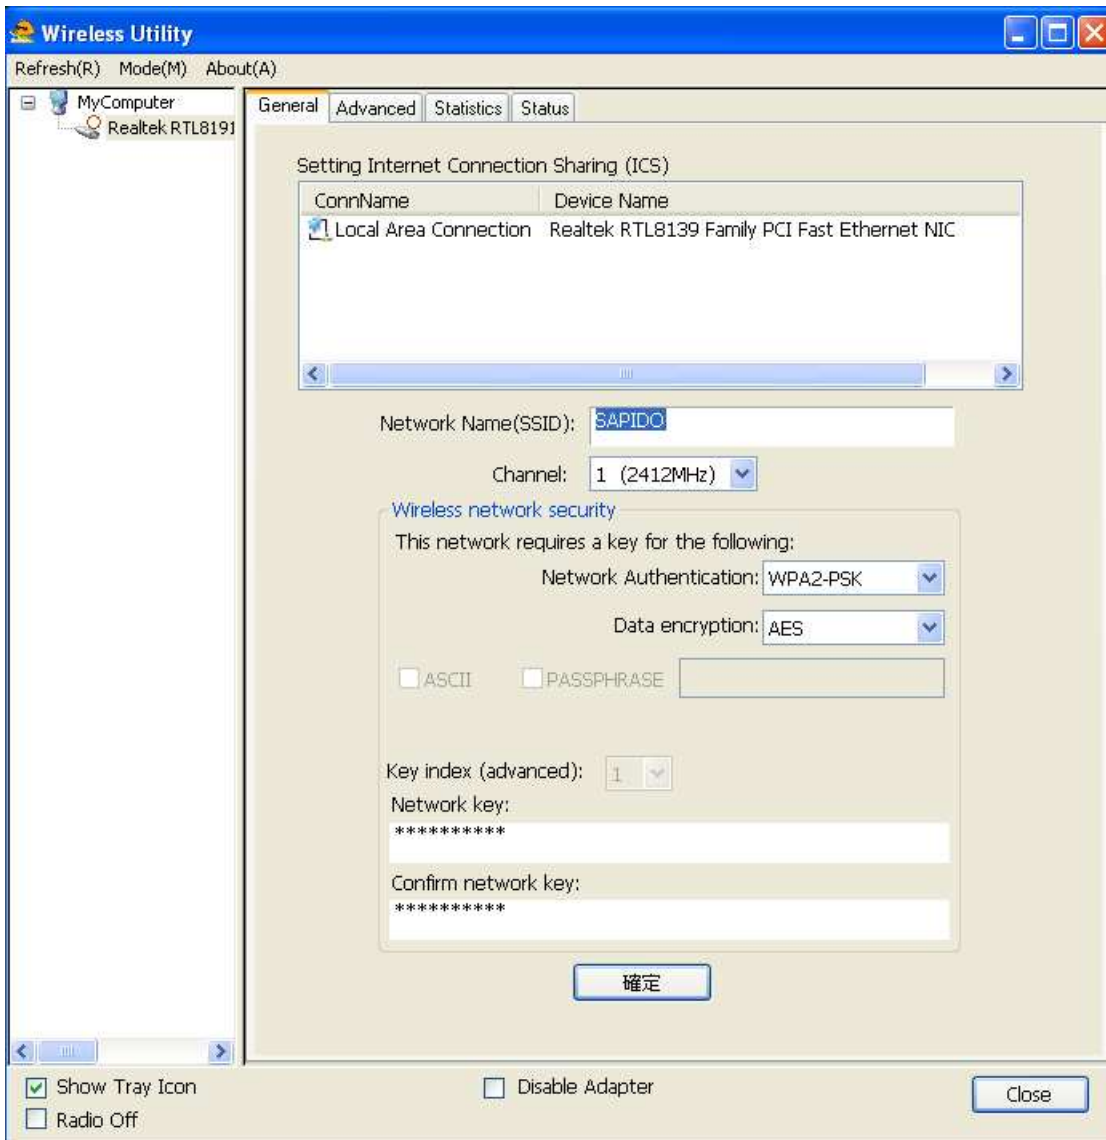 Wireless Utility
Refresh(R) Mode(M) About(A)
MyComputer
Realtek RTL8191
General Advanced Statistics Status
Setting Internet Connection Sharing (ICS)
ConnName Device Name
Local Area Connection Realtek RTL8139 Family PCI Fast Ethernet NIC
Network Name(SSID): SAPIDO
Channel: 1 (2412MHz)
Wireless network security
This network requires a key for the following:
Network Authentication: WPA2-PSK
Data encryption: AES
ASCII PASSPHRASE
Key index (advanced): 1
Network key:
**********
Confirm network key:
**********
確定
Show Tray Icon Disable Adapter Close
Radio Off